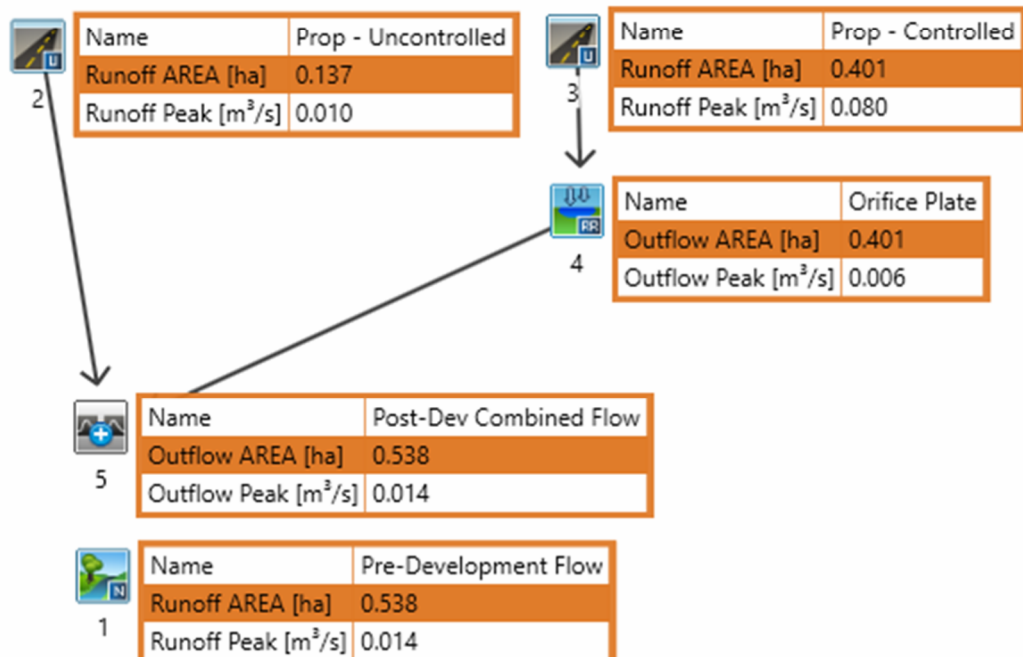 Name Prop - Uncontrolled
Runoff AREA [ha] 0.137
Runoff Peak [m³/s] 0.010
U
2
Name Prop - Controlled
Runoff AREA [ha] 0.401
Runoff Peak [m³/s] 0.080
U
3
Name Orifice Plate
Outflow AREA [ha] 0.401
Outflow Peak [m³/s] 0.006
RR
4
Name Post-Dev Combined Flow
Outflow AREA [ha] 0.538
Outflow Peak [m³/s] 0.014
5
Name Pre-Development Flow
Runoff AREA [ha] 0.538
Runoff Peak [m³/s] 0.014
N
1